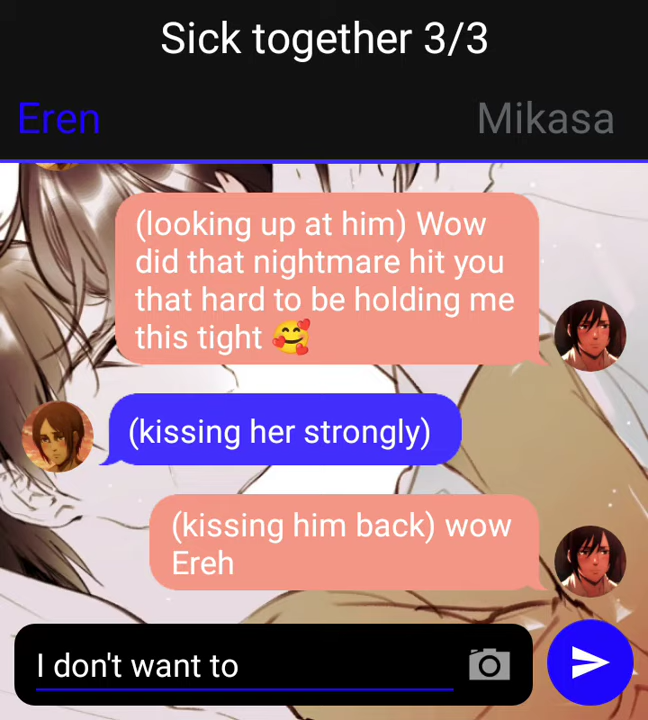 Sick together 3/3
Eren Mikasa
(looking up at him) Wow
did that nightmare hit you
that hard to be holding me
this tight 🥰
(kissing her strongly)
(kissing him back) wow
Ereh
I don't want to